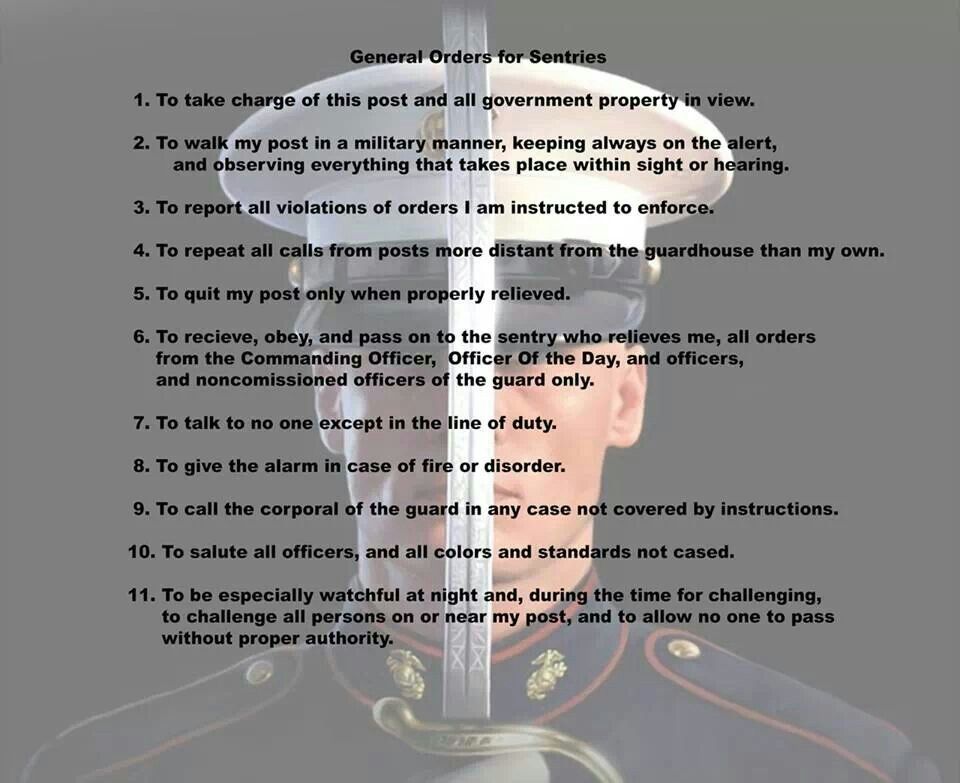 General Orders for Sentries
1. To take charge of this post and all government property in view.
2. To walk my post in a military manner, keeping always on the alert,
and observing everything that takes place within sight or hearing.
3. To report all violations of orders I am instructed to enforce.
4. To repeat all calls from posts more distant from the guardhouse than my own.
5. To quit my post only when properly relieved.
6. To recieve, obey, and pass on to the sentry who relieves me, all orders
from the Commanding Officer, Officer Of the Day, and officers,
and noncomissioned officers of the guard only.
7. To talk to no one except in the line of duty.
8. To give the alarm in case of fire or disorder.
9. To call the corporal of the guard in any case not covered by instructions.
10. To salute all officers, and all colors and standards not cased.
11. To be especially watchful at night and, during the time for challenging,
to challenge all persons on or near my post, and to allow no one to pass
without proper authority.